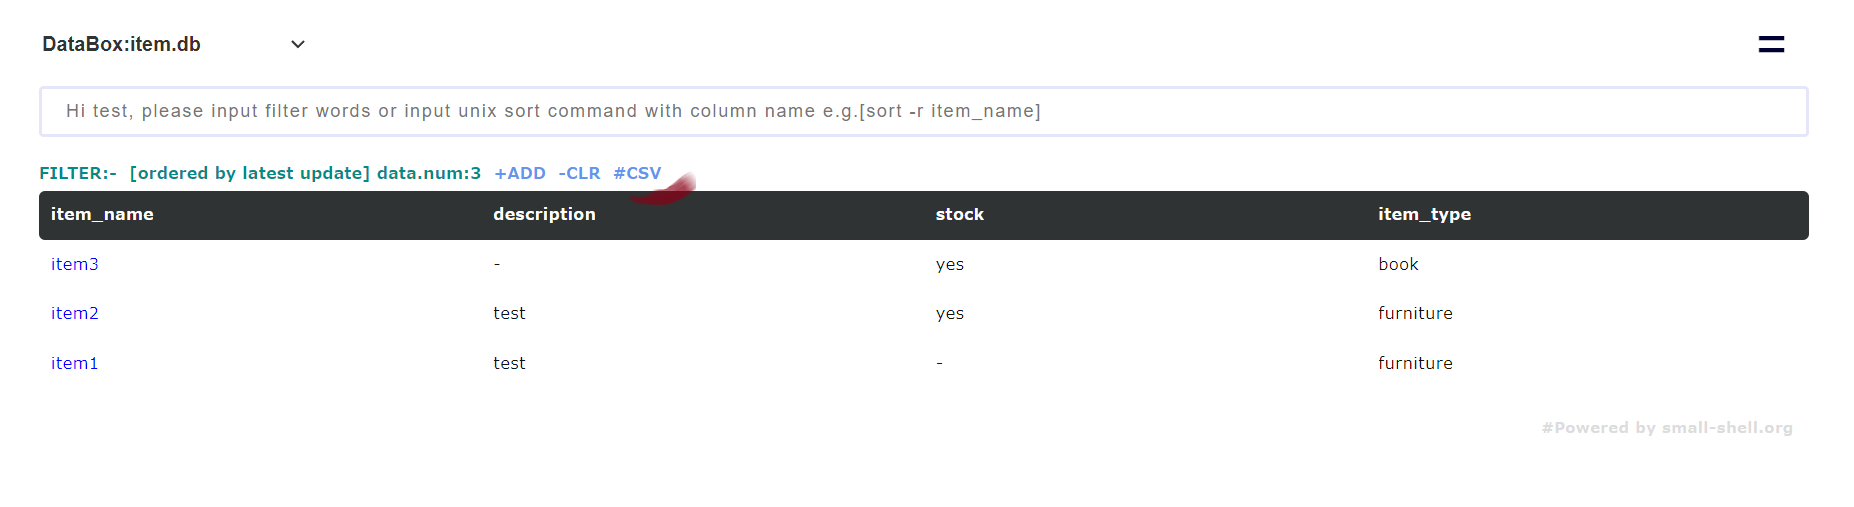 DataBox:item.db
Hi test, please input filter words or input unix sort command with column name e.g.[sort -r item_name]
FILTER:- [ordered by latest update] data.num:3 +ADD -CLR #CSV
item_name description stock item_type
item3 - yes book
item2 test yes furniture
item1 test - furniture
#Powered by small-shell.org